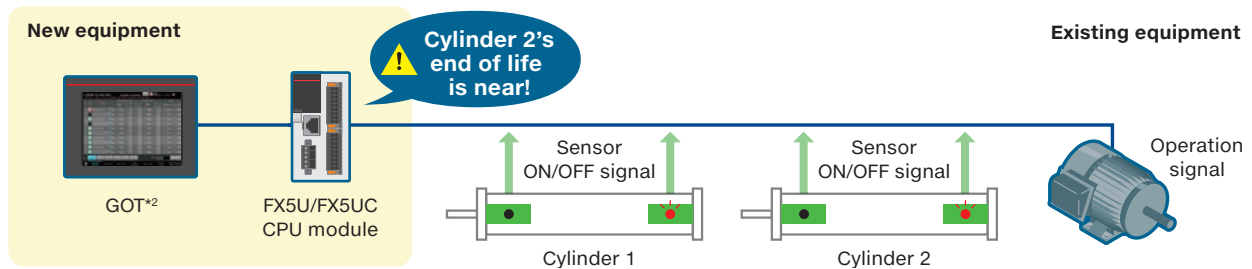 New equipment
Cylinder 2's
end of life
is near!
Existing equipment
GOT*2
FX5U/FX5UC
CPU module
Sensor
ON/OFF signal
Sensor
ON/OFF signal
Operation
signal
Cylinder 1
Cylinder 2